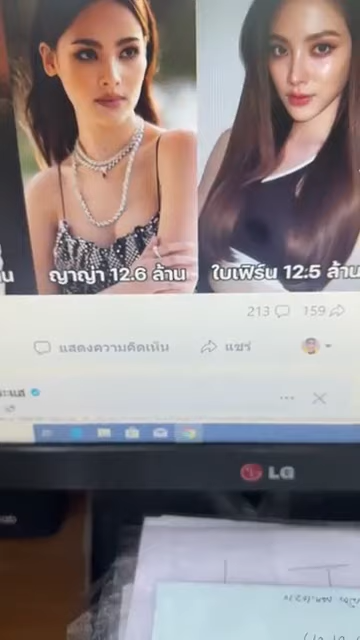 น
ญาญ่า 12.6 ล้าน
ใบเฟิร์น 12.5 ล้าน
213 159
แสดงความคิดเห็น แชร์
LG